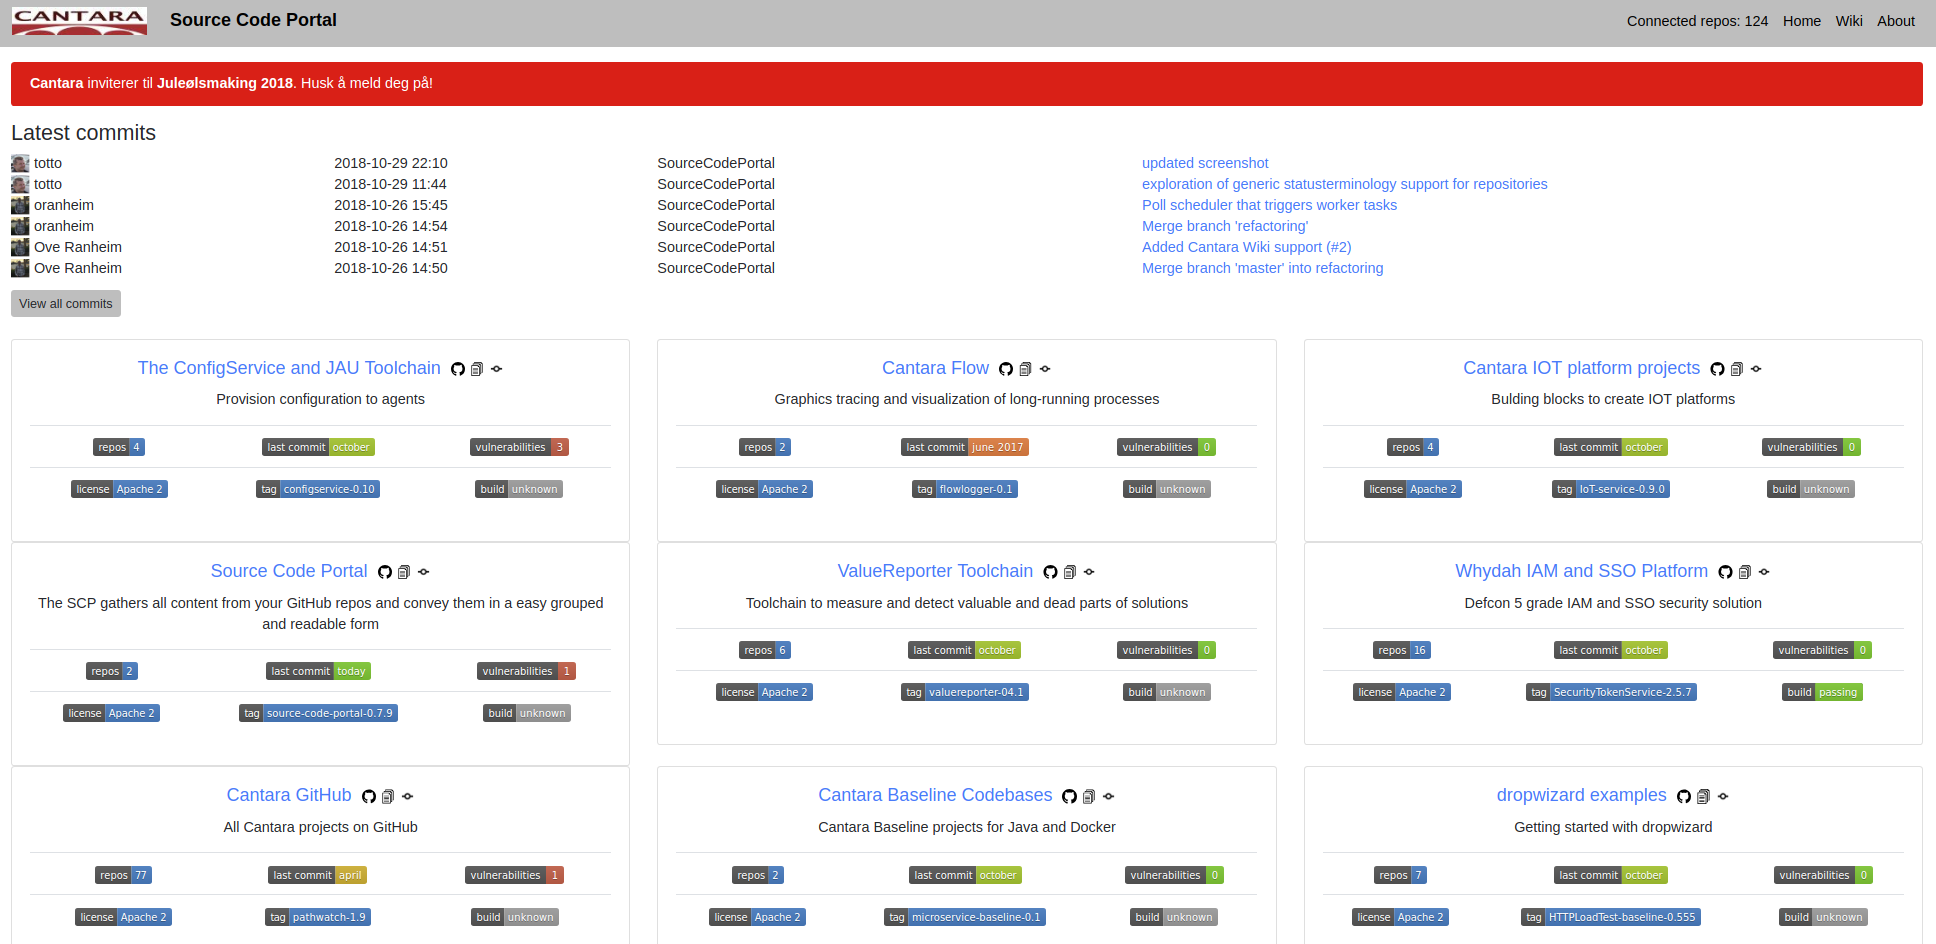 CANTARA Source Code Portal Connected repos: 124 Home Wiki About
Cantara inviterer til Juleølsmaking 2018. Husk å meld deg på!
Latest commits
totto 2018-10-29 22:10 SourceCodePortal updated screenshot
totto 2018-10-29 11:44 SourceCodePortal exploration of generic statusterminology support for repositories
oranheim 2018-10-26 15:45 SourceCodePortal Poll scheduler that triggers worker tasks
oranheim 2018-10-26 14:54 SourceCodePortal Merge branch 'refactoring'
Ove Ranheim 2018-10-26 14:51 SourceCodePortal Added Cantara Wiki support (#2)
Ove Ranheim 2018-10-26 14:50 SourceCodePortal Merge branch 'master' into refactoring
View all commits
The ConfigService and JAU Toolchain
Provision configuration to agents
repos 4 last commit october vulnerabilities 3
license Apache 2 tag configservice-0.10 build unknown
Cantara Flow
Graphics tracing and visualization of long-running processes
repos 2 last commit june 2017 vulnerabilities 0
license Apache 2 tag flowlogger-0.1 build unknown
Cantara IOT platform projects
Bulding blocks to create IOT platforms
repos 4 last commit october vulnerabilities 0
license Apache 2 tag IoT-service-0.9.0 build unknown
Source Code Portal
The SCP gathers all content from your GitHub repos and convey them in a easy grouped
and readable form
repos 2 last commit today vulnerabilities 1
license Apache 2 tag source-code-portal-0.7.9 build unknown
ValueReporter Toolchain
Toolchain to measure and detect valuable and dead parts of solutions
repos 6 last commit october vulnerabilities 0
license Apache 2 tag valuereporter-04.1 build unknown
Whydah IAM and SSO Platform
Defcon 5 grade IAM and SSO security solution
repos 16 last commit october vulnerabilities 0
license Apache 2 tag SecurityTokenService-2.5.7 build passing
Cantara GitHub
All Cantara projects on GitHub
repos 77 last commit april vulnerabilities 1
license Apache 2 tag pathwatch-1.9 build unknown
Cantara Baseline Codebases
Cantara Baseline projects for Java and Docker
repos 2 last commit october vulnerabilities 0
license Apache 2 tag microservice-baseline-0.1 build unknown
dropwizard examples
Getting started with dropwizard
repos 7 last commit october vulnerabilities 0
license Apache 2 tag HTTPLoadTest-baseline-0.555 build unknown